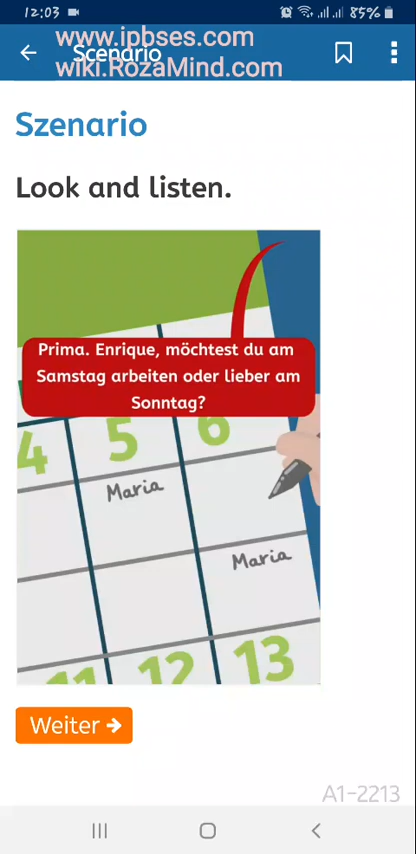 12:03
85%
www.ipbses.com
Scenario
wiki.RozaMind.com
Szenario
Look and listen.
Prima. Enrique, möchtest du am
Samstag arbeiten oder lieber am
Sonntag?
4 5 6
Maria
Maria
11 12 13
Weiter →
A1-2213